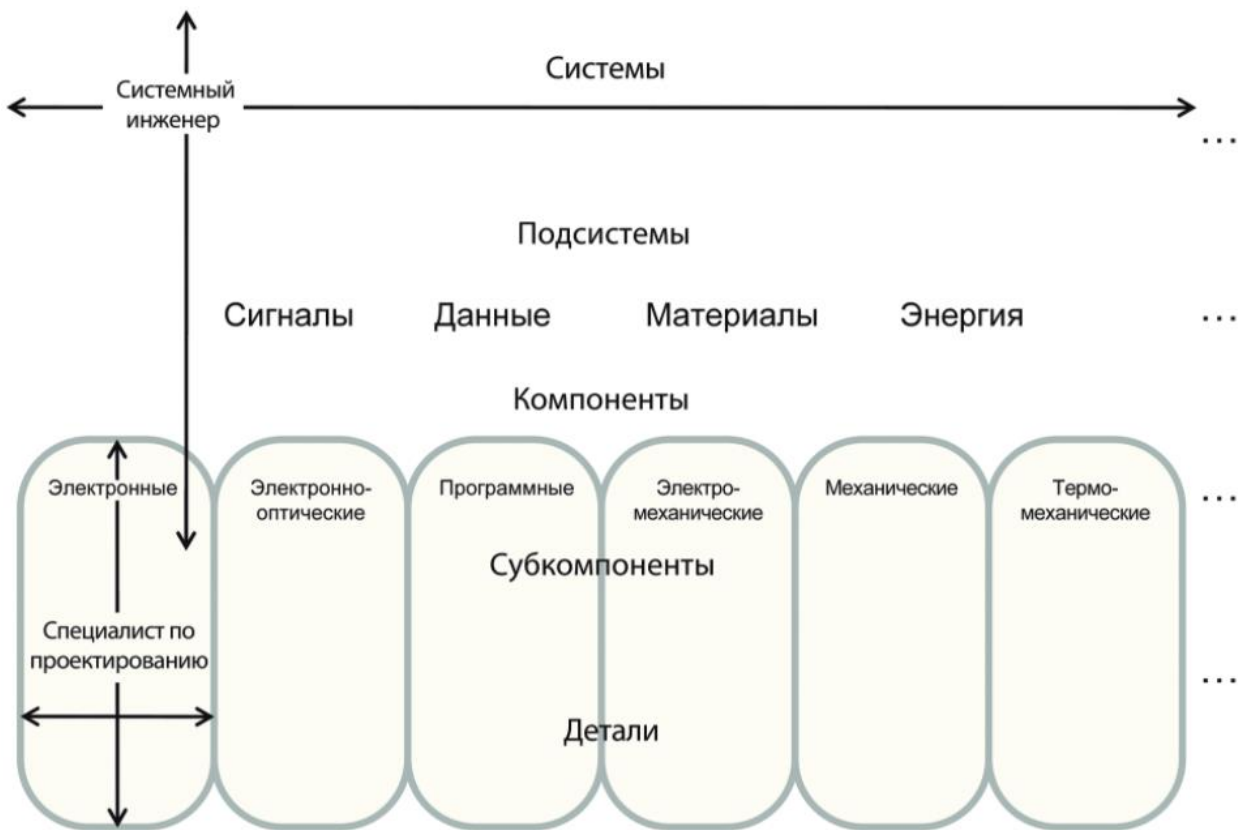 Системы
Системный
инженер
...
Подсистемы
Сигналы Данные Материалы Энергия ...
Компоненты
Электронные
Электронно-
оптические
Программные
Электро-
механические
Механические
Термо-
механические
...
Субкомпоненты
Специалист по
проектированию
...
Детали